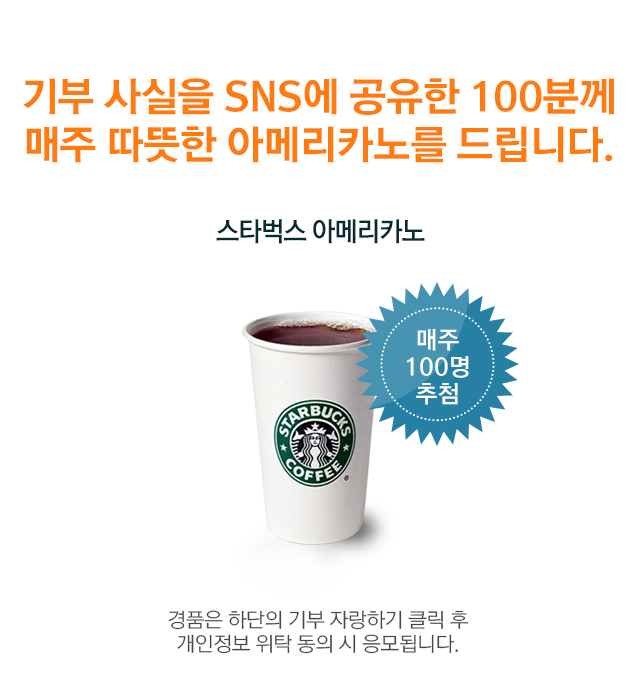 기부 사실을 SNS에 공유한 100분께
매주 따뜻한 아메리카노를 드립니다.
스타벅스 아메리카노
매주
100명
추첨
STARBUCKS
COFFEE
®
경품은 하단의 기부 자랑하기 클릭 후
개인정보 위탁 동의 시 응모됩니다.